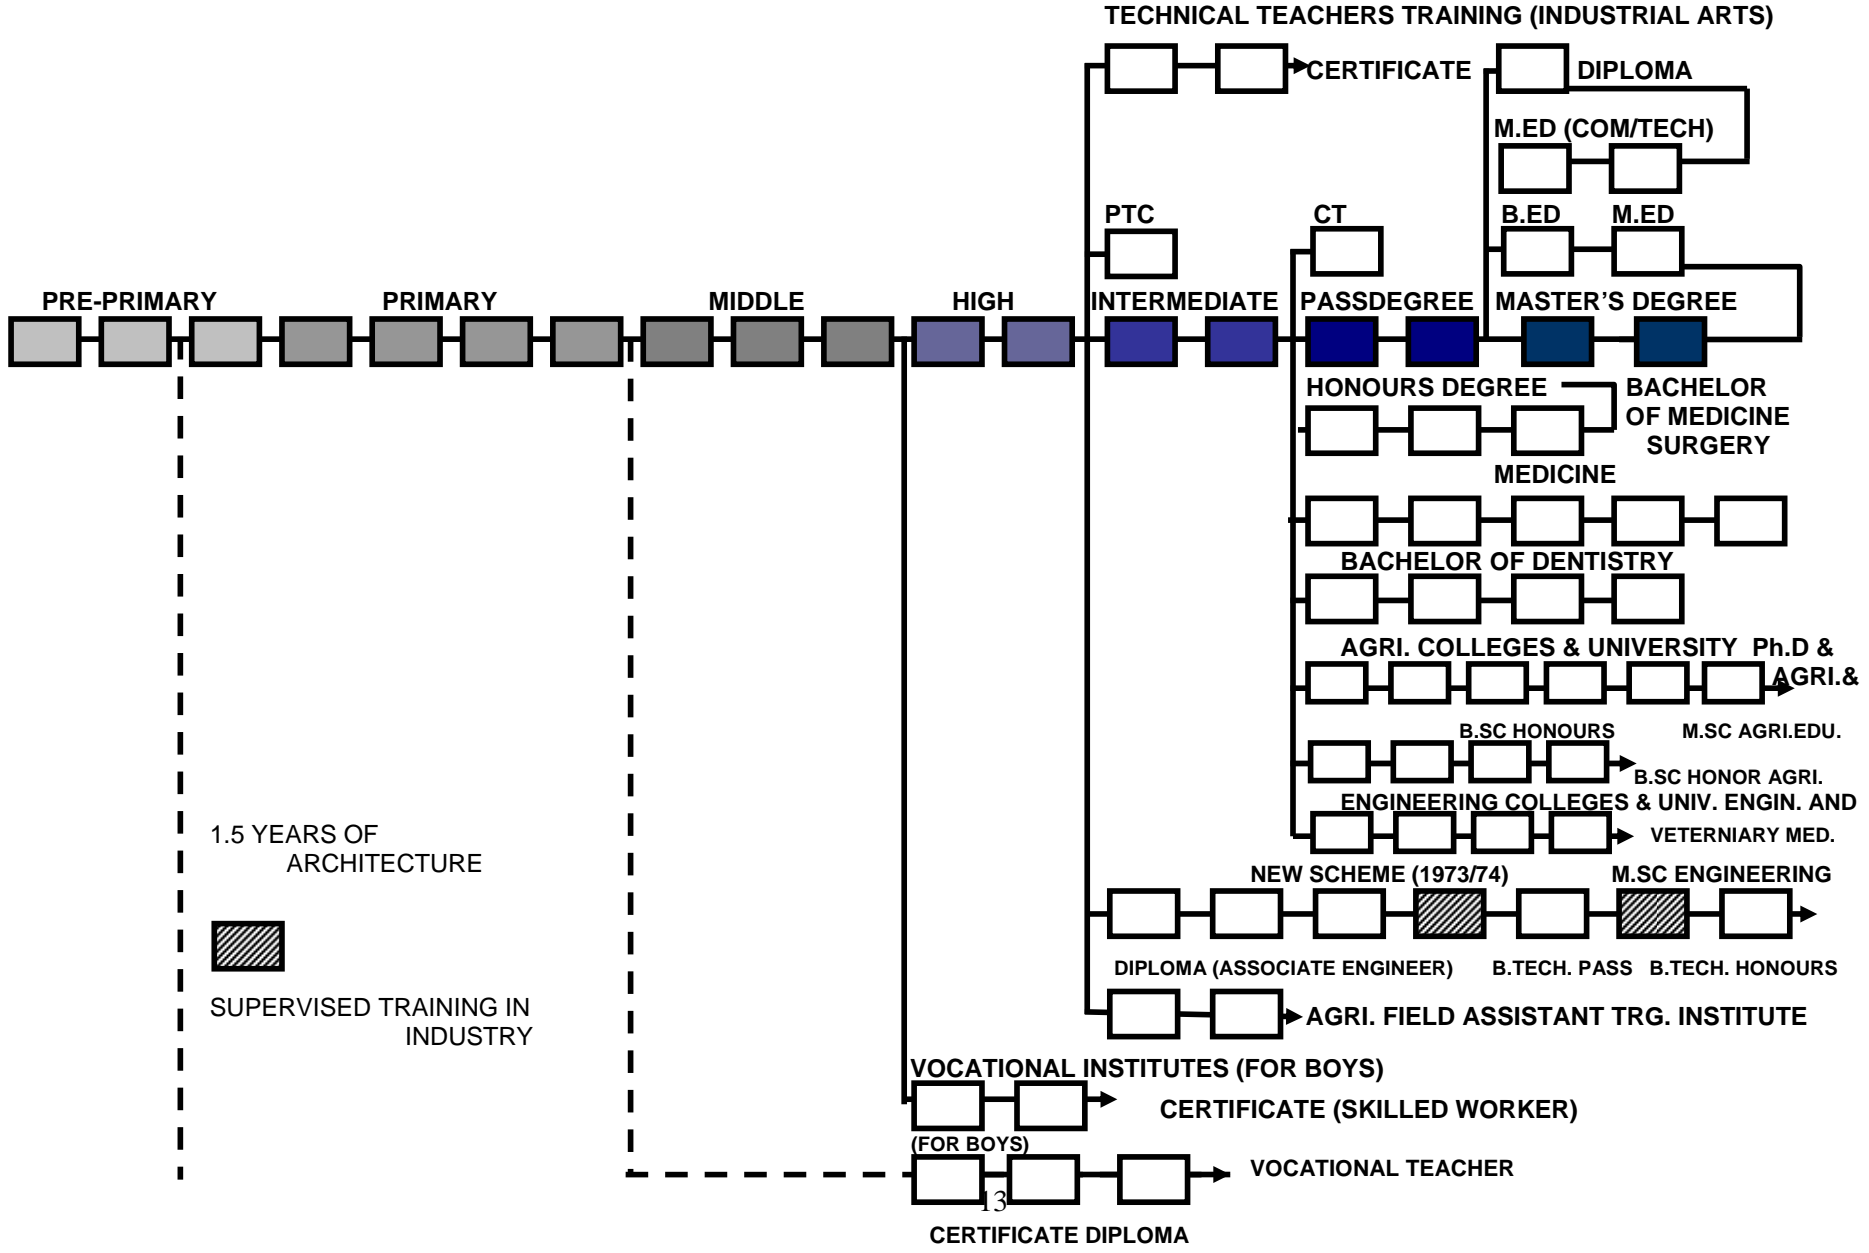 TECHNICAL TEACHERS TRAINING (INDUSTRIAL ARTS)
CERTIFICATE
DIPLOMA
M.ED (COM/TECH)
PTC
CT
B.ED
M.ED
PRE-PRIMARY
PRIMARY
MIDDLE
HIGH
INTERMEDIATE
PASSDEGREE
MASTER'S DEGREE
HONOURS DEGREE
BACHELOR
OF MEDICINE
SURGERY
MEDICINE
BACHELOR OF DENTISTRY
AGRI. COLLEGES & UNIVERSITY Ph.D &
AGRI.&
B.SC HONOURS
M.SC AGRI.EDU.
B.SC HONOR AGRI.
ENGINEERING COLLEGES & UNIV. ENGIN. AND
VETERNIARY MED.
1.5 YEARS OF
ARCHITECTURE
NEW SCHEME (1973/74)
M.SC ENGINEERING
DIPLOMA (ASSOCIATE ENGINEER)
B.TECH. PASS
B.TECH. HONOURS
SUPERVISED TRAINING IN
INDUSTRY
AGRI. FIELD ASSISTANT TRG. INSTITUTE
VOCATIONAL INSTITUTES (FOR BOYS)
CERTIFICATE (SKILLED WORKER)
(FOR BOYS)
VOCATIONAL TEACHER
13
CERTIFICATE DIPLOMA